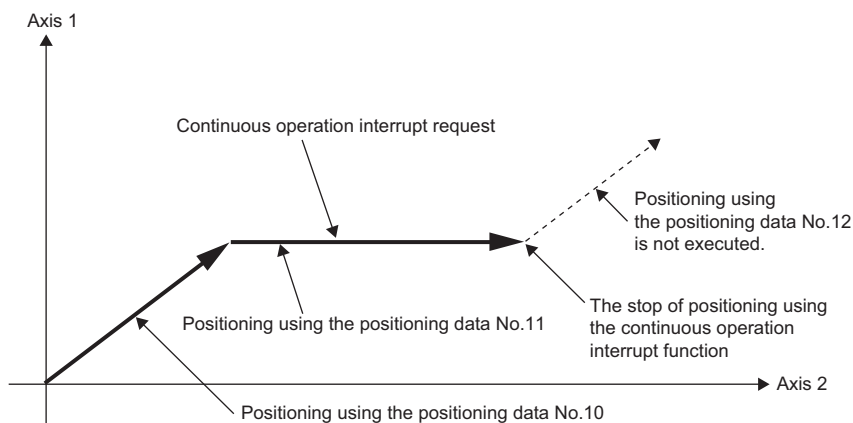 Axis 1
Continuous operation interrupt request
Positioning using
the positioning data No.12
is not executed.
Positioning using the positioning data No.11
The stop of positioning using
the continuous operation
interrupt function
Axis 2
Positioning using the positioning data No.10